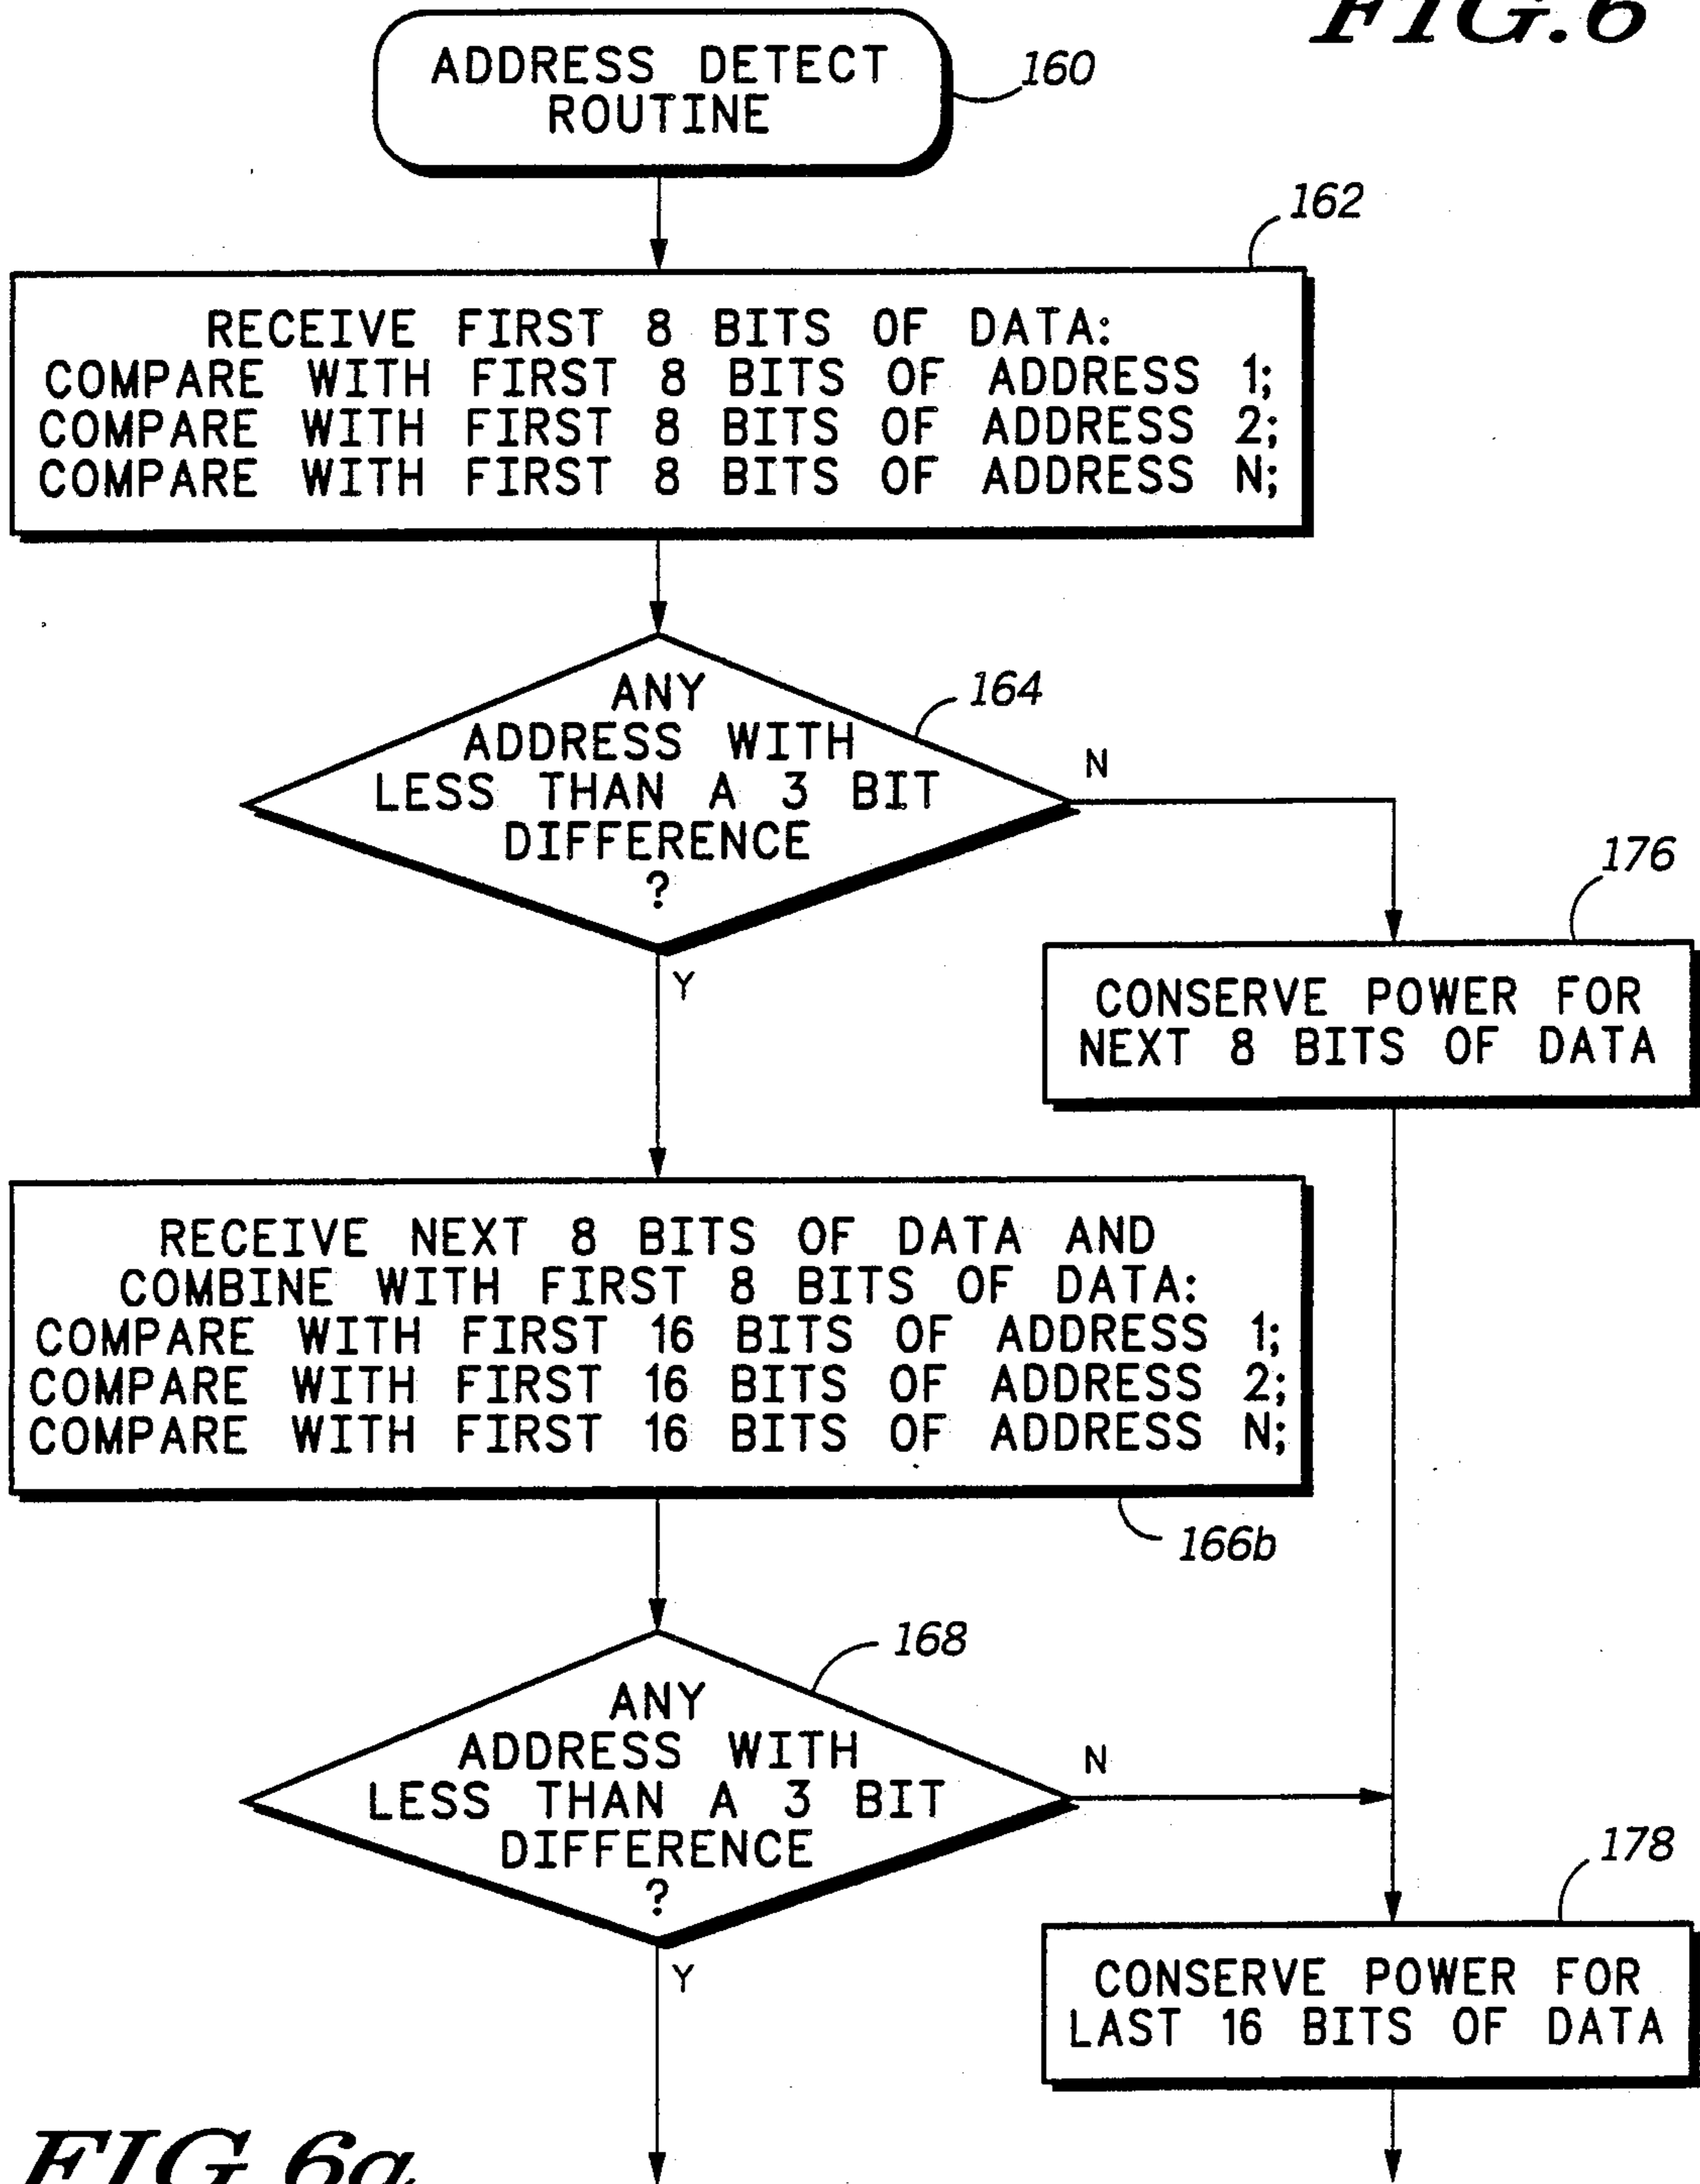 FIG.6
ADDRESS DETECT
ROUTINE
160
162
RECEIVE FIRST 8 BITS OF DATA:
COMPARE WITH FIRST 8 BITS OF ADDRESS 1;
COMPARE WITH FIRST 8 BITS OF ADDRESS 2;
COMPARE WITH FIRST 8 BITS OF ADDRESS N;
164
ANY
ADDRESS WITH
LESS THAN A 3 BIT
DIFFERENCE
?
N
Y
176
CONSERVE POWER FOR
NEXT 8 BITS OF DATA
RECEIVE NEXT 8 BITS OF DATA AND
COMBINE WITH FIRST 8 BITS OF DATA:
COMPARE WITH FIRST 16 BITS OF ADDRESS 1;
COMPARE WITH FIRST 16 BITS OF ADDRESS 2;
COMPARE WITH FIRST 16 BITS OF ADDRESS N;
166b
168
ANY
ADDRESS WITH
LESS THAN A 3 BIT
DIFFERENCE
?
N
Y
178
CONSERVE POWER FOR
LAST 16 BITS OF DATA
FIG.6a